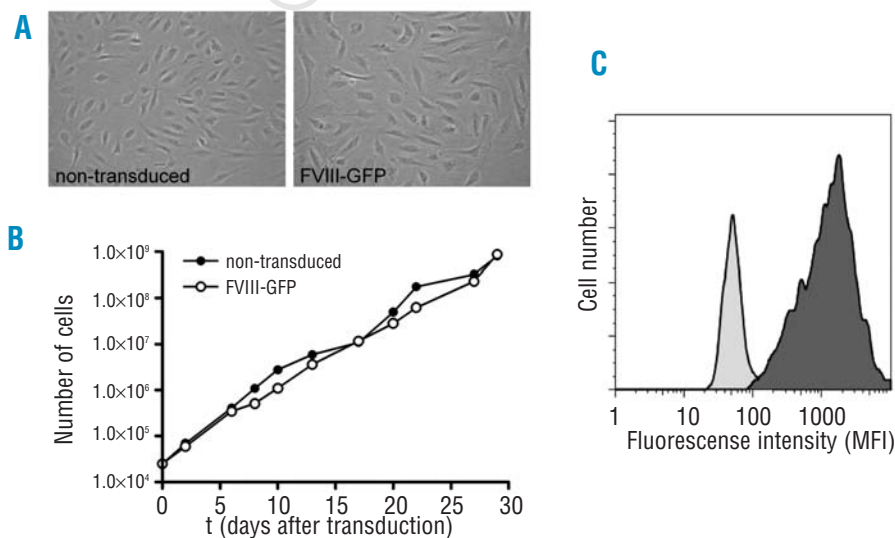 A
non-transduced
FVIII-GFP
B
1.0×10⁹
1.0×10⁸
1.0×10⁷
1.0×10⁶
1.0×10⁵
1.0×10⁴
Number of cells
non-transduced
FVIII-GFP
0 5 10 15 20 25 30
t (days after transduction)
C
Cell number
1 10 100 1000
Fluorescense intensity (MFI)